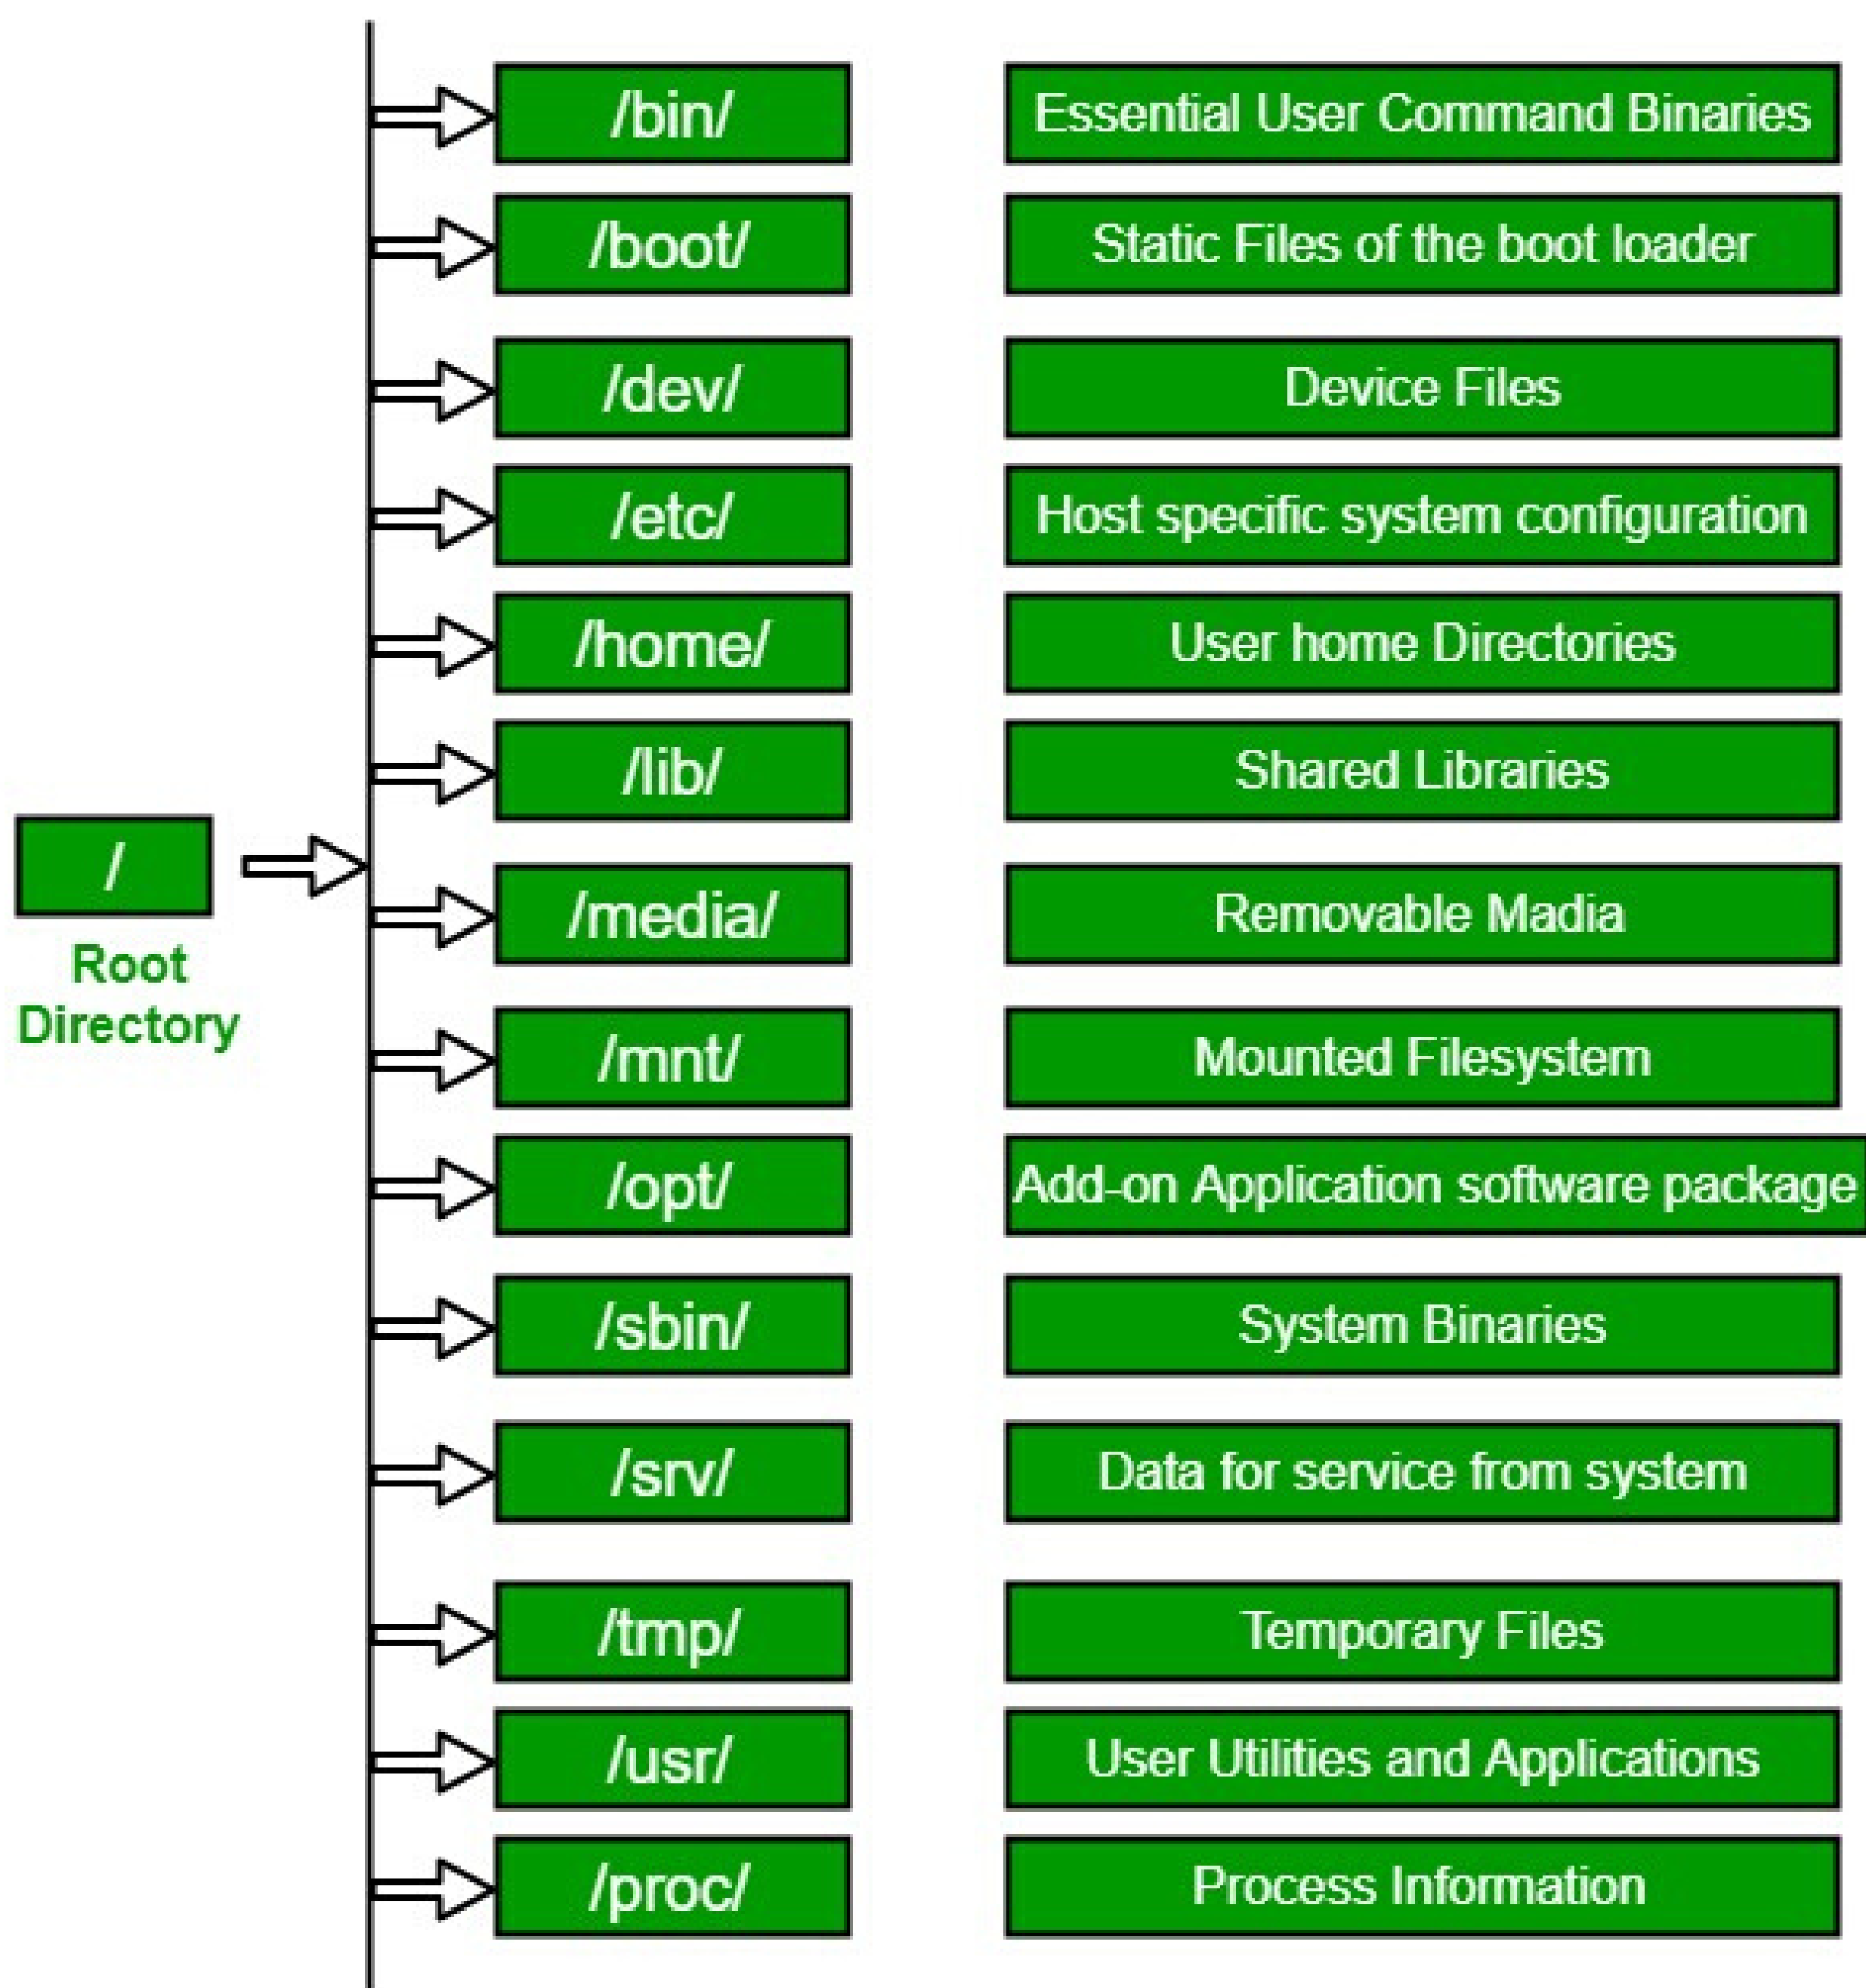 /bin/ Essential User Command Binaries
/boot/ Static Files of the boot loader
/dev/ Device Files
/etc/ Host specific system configuration
/home/ User home Directories
/lib/ Shared Libraries
/
Root
Directory
/media/ Removable Madia
/mnt/ Mounted Filesystem
/opt/ Add-on Application software package
/sbin/ System Binaries
/srv/ Data for service from system
/tmp/ Temporary Files
/usr/ User Utilities and Applications
/proc/ Process Information